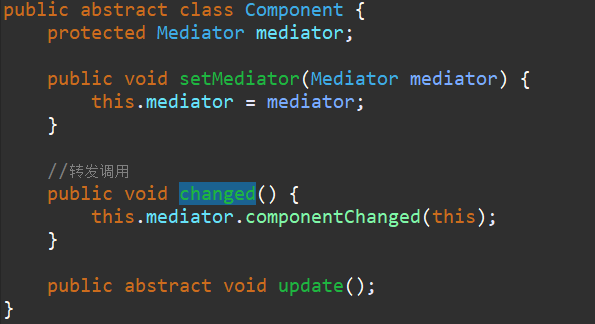 public abstract class Component {
    protected Mediator mediator;

    public void setMediator(Mediator mediator) {
        this.mediator = mediator;
    }

    //转发调用
    public void changed() {
        this.mediator.componentChanged(this);
    }

    public abstract void update();
}